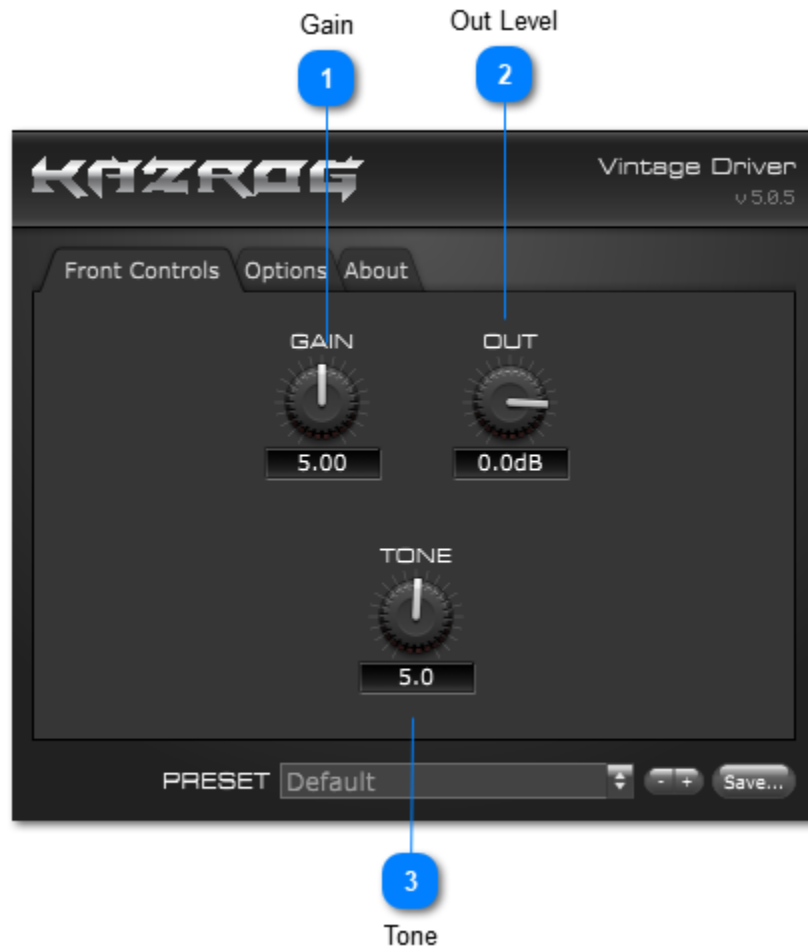 Gain
Out Level
1
2
KAZROG
Vintage Driver
v 5.0.5
Front Controls
Options
About
GAIN
OUT
5.00
0.0dB
TONE
5.0
PRESET
Default
- +
Save...
3
Tone